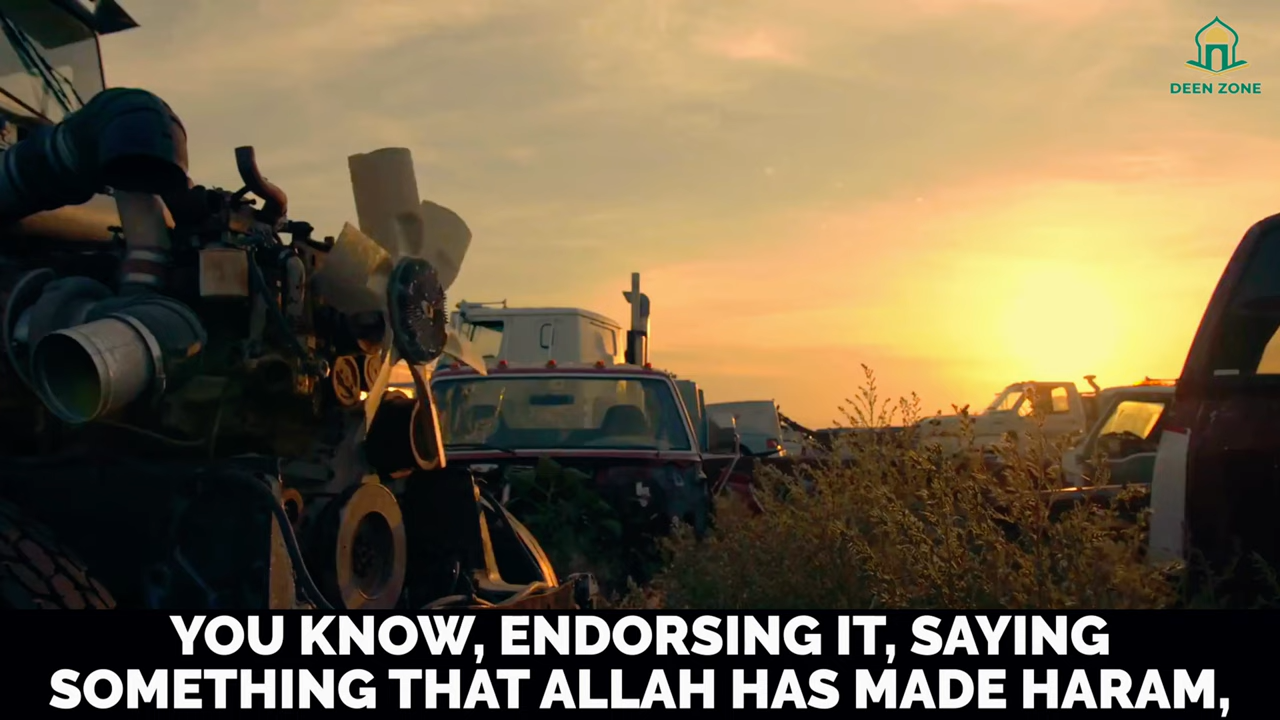 DEEN ZONE
YOU KNOW, ENDORSING IT, SAYING
SOMETHING THAT ALLAH HAS MADE HARAM,